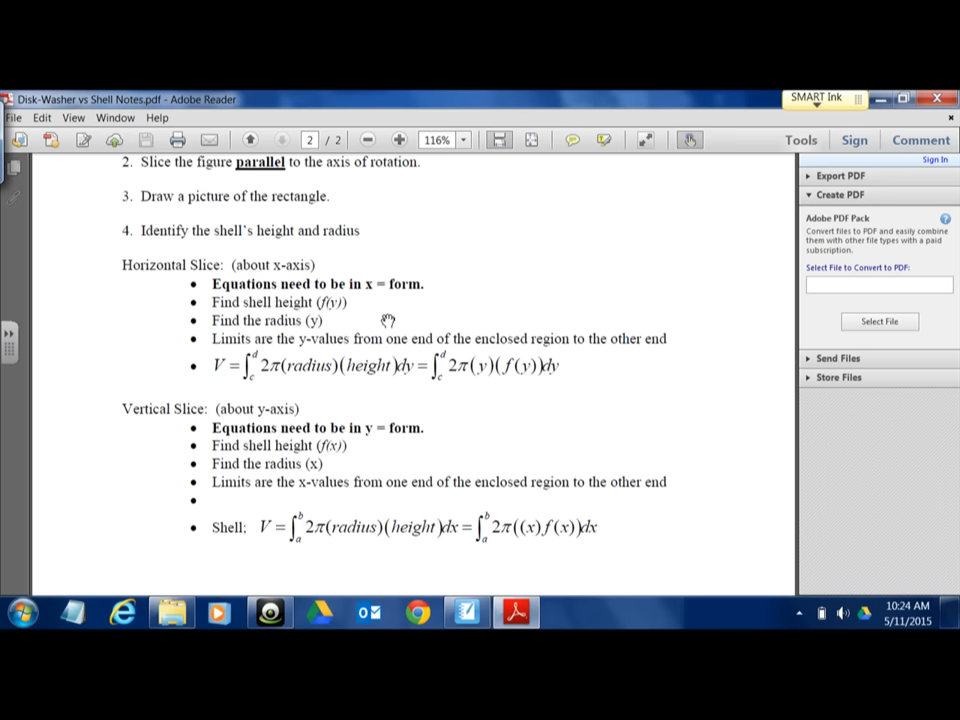 Disk-Washer vs Shell Notes.pdf - Adobe Reader
SMART Ink
File Edit View Window Help
2 / 2 116% Tools Sign Comment
Sign In
2. Slice the figure parallel to the axis of rotation.
3. Draw a picture of the rectangle.
4. Identify the shell's height and radius
Horizontal Slice: (about x-axis)
• Equations need to be in x = form.
• Find shell height (f(y))
• Find the radius (y)
• Limits are the y-values from one end of the enclosed region to the other end
• V = ∫_c^d 2π(radius)(height)dy = ∫_c^d 2π(y)(f(y))dy
Vertical Slice: (about y-axis)
• Equations need to be in y = form.
• Find shell height (f(x))
• Find the radius (x)
• Limits are the x-values from one end of the enclosed region to the other end
•
• Shell; V = ∫_a^b 2π(radius)(height)dx = ∫_a^b 2π((x)f(x))dx
Export PDF
Create PDF
Adobe PDF Pack
Convert files to PDF and easily combine
them with other file types with a paid
subscription.
Select File to Convert to PDF:
Select File
Send Files
Store Files
10:24 AM
5/11/2015